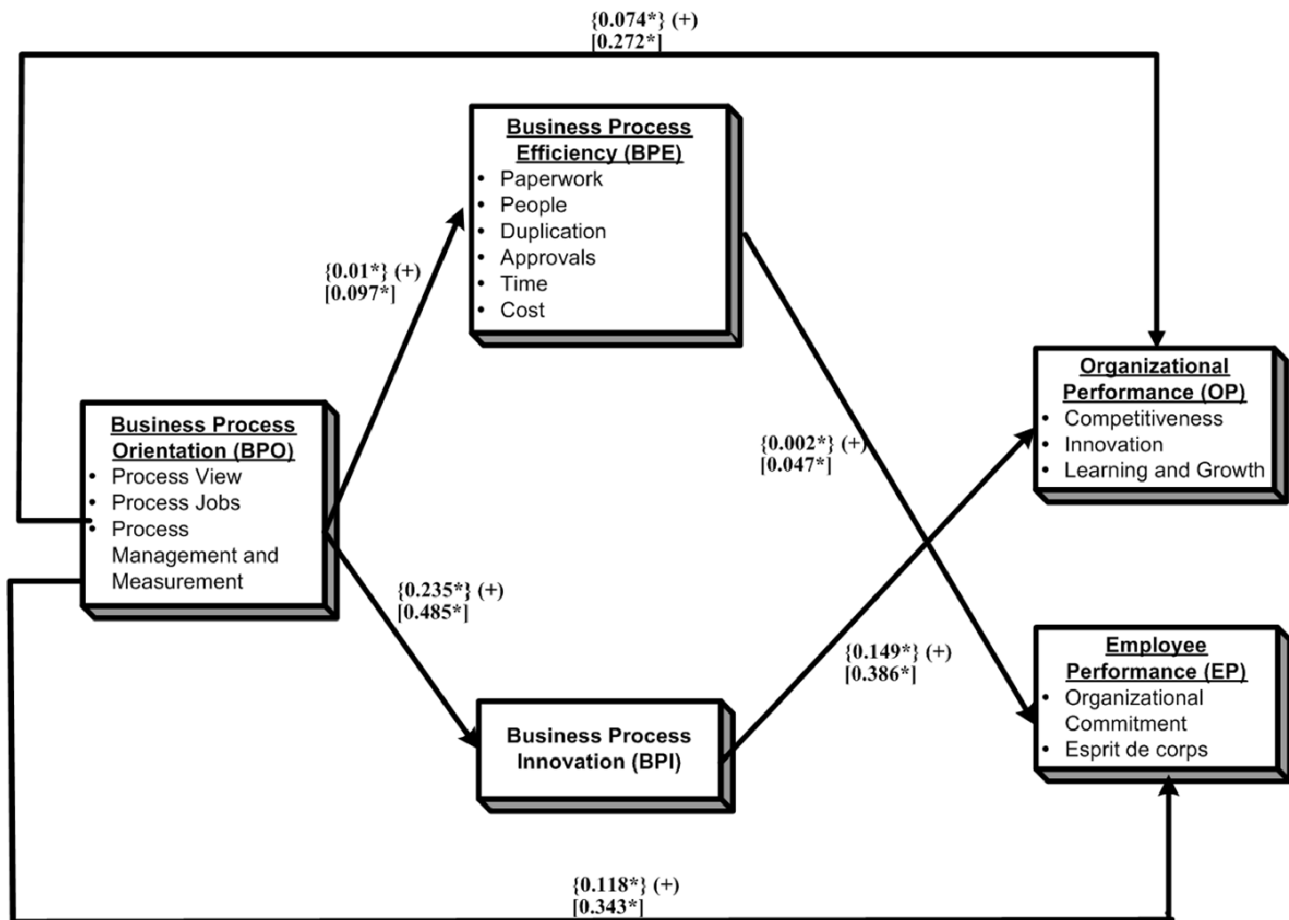 {0.074*} (+)
[0.272*]
Business Process
Efficiency (BPE)
• Paperwork
• People
• Duplication
• Approvals
• Time
• Cost
{0.01*} (+)
[0.097*]
Organizational
Performance (OP)
• Competitiveness
• Innovation
• Learning and Growth
Business Process
Orientation (BPO)
• Process View
• Process Jobs
• Process
Management and
Measurement
{0.002*} (+)
[0.047*]
{0.235*} (+)
[0.485*]
{0.149*} (+)
[0.386*]
Employee
Performance (EP)
• Organizational
Commitment
• Esprit de corps
Business Process
Innovation (BPI)
{0.118*} (+)
[0.343*]